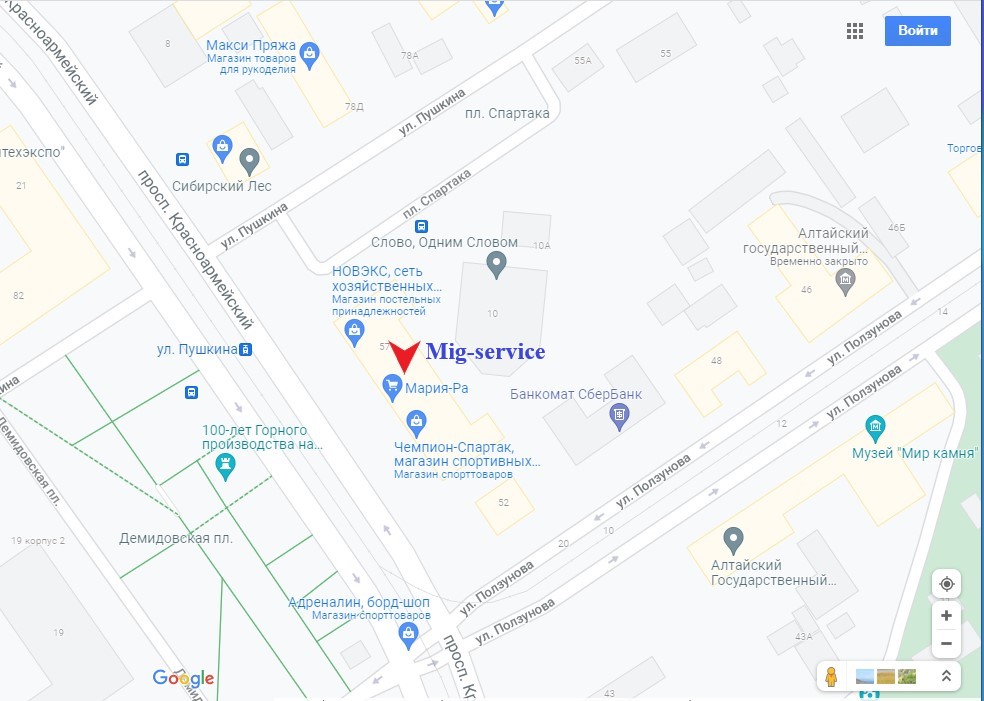 Красноармейский
8
Макси Пряжа
Магазин товаров
для рукоделия
78А
78Д
55А
55
Войти
ул. Пушкина
пл. Спартака
Торгов
техэкспо"
21
Сибирский Лес
просп. Красноармейский
ул. Пушкина
пл. Спартака
Слово, Одним Словом
10А
10
Алтайский
государственный...
Временно закрыто
46Б
46
НОВЭКС, сеть
хозяйственных...
Магазин постельных
принадлежностей
82
14
ул. Ползунова
ул. Пушкина
57
Mig-service
Мария-Ра
48
Банкомат СберБанк
ул. Ползунова
12
100-лет Горного
производства на...
Чемпион-Спартак,
магазин спортивных...
Магазин спорттоваров
Музей "Мир камня"
Демидовская пл.
52
ул. Ползунова
19 корпус 2
Демидовская пл.
20
10
Алтайский
Государственный...
ул. Ползунова
ул. Ползунова
Адреналин, борд-шоп
Магазин спорттоваров
19
43А
43
просп. Кр
Google